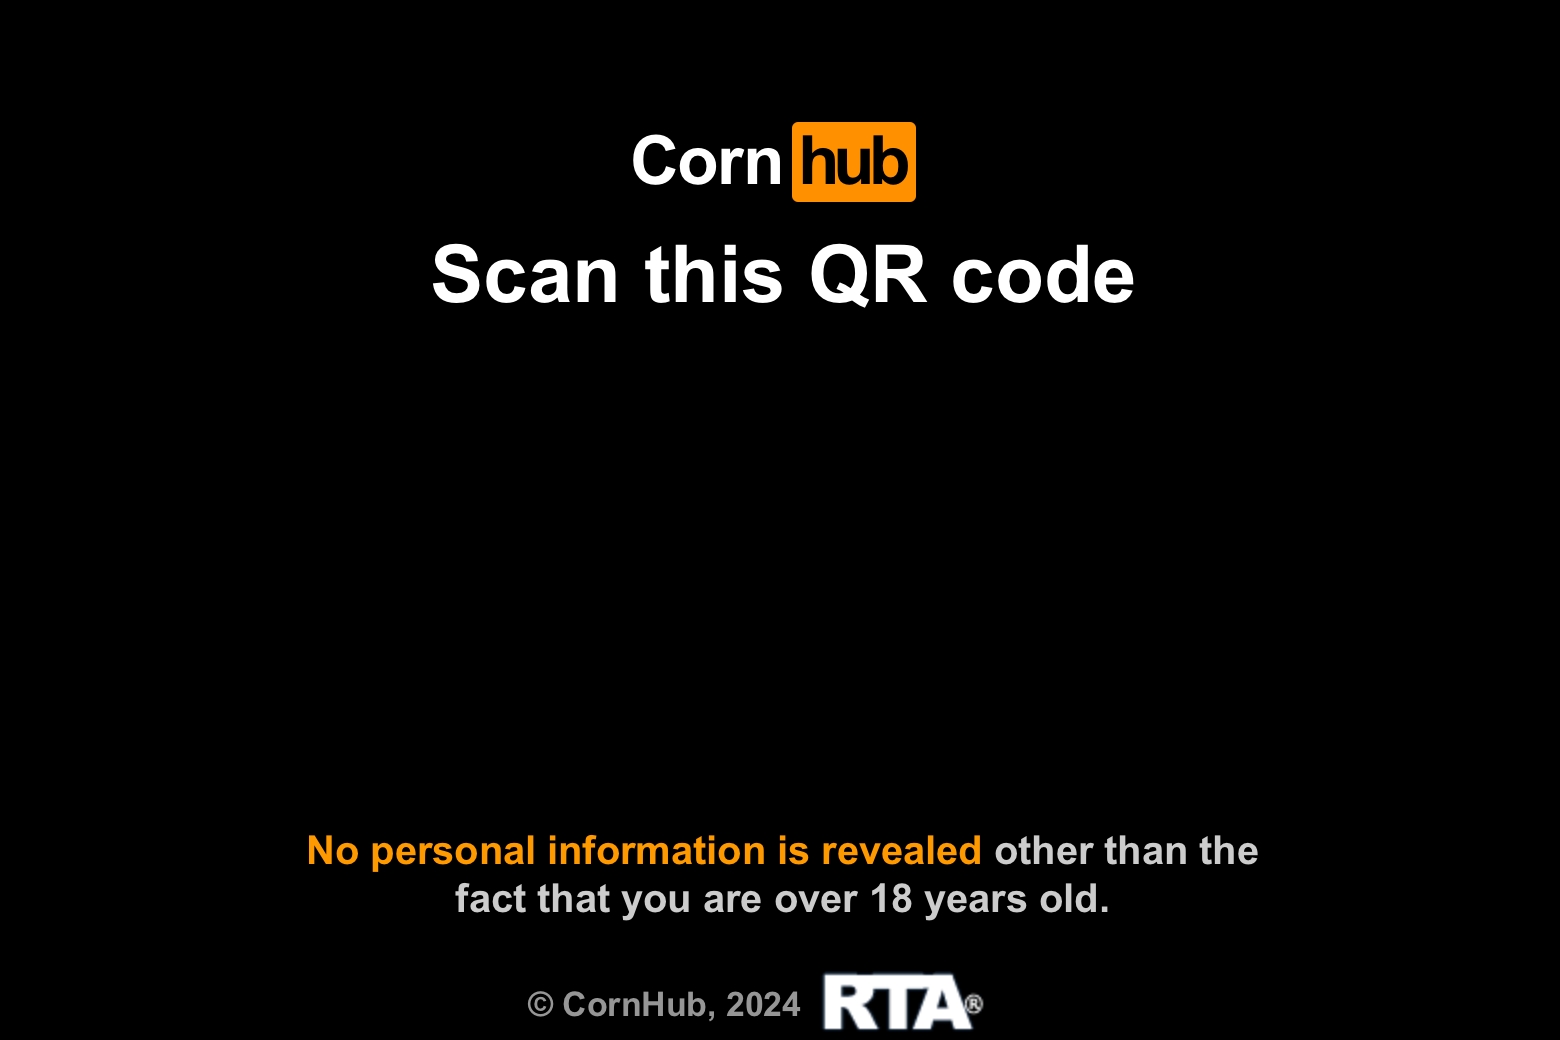 Corn hub
Scan this QR code
No personal information is revealed other than the
fact that you are over 18 years old.
© CornHub, 2024 RTA®